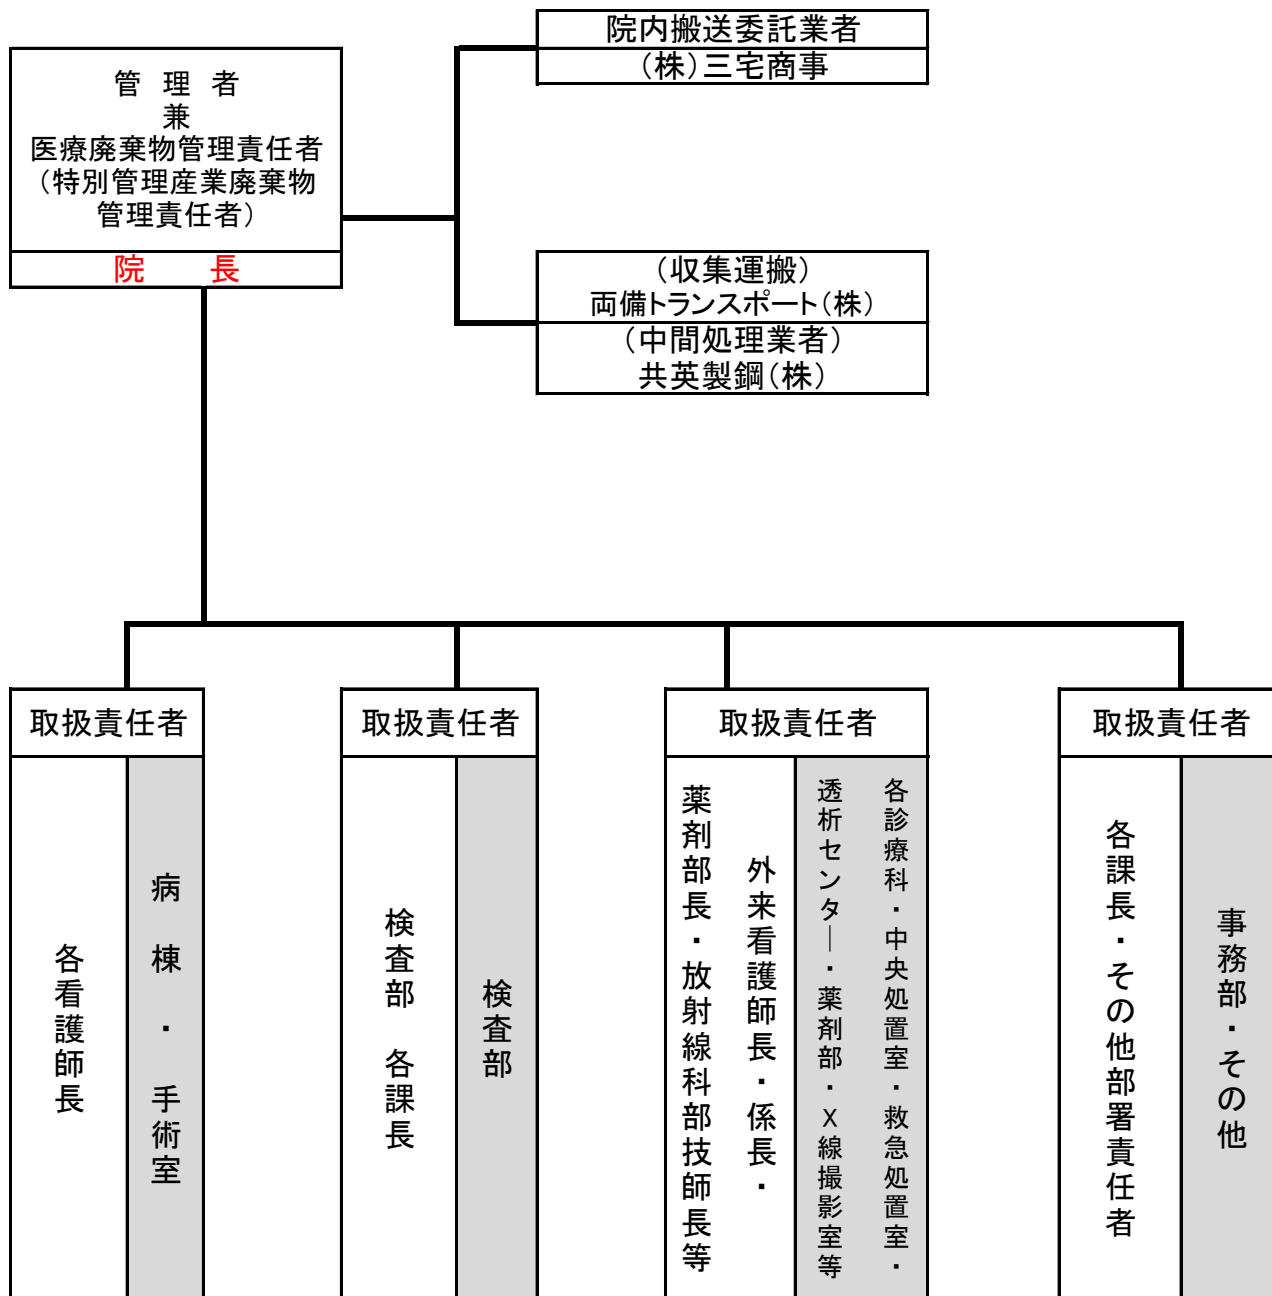 管 理 者
兼
医療廃棄物管理責任者
(特別管理産業廃棄物
管理責任者)
院 長
院内搬送委託業者
(株)三宅商事
(収集運搬)
両備トランスポート(株)
(中間処理業者)
共英製鋼(株)
取扱責任者
各看護師長
病 棟 ・ 手術室
取扱責任者
検査部 各課長
検査部
取扱責任者
外来看護師長・係長・
薬剤部長・放射線科部技師長等
各診療科・中央処置室・救急処置室・
透析センター・薬剤部・X線撮影室等
取扱責任者
各課長・その他部署責任者
事務部・その他